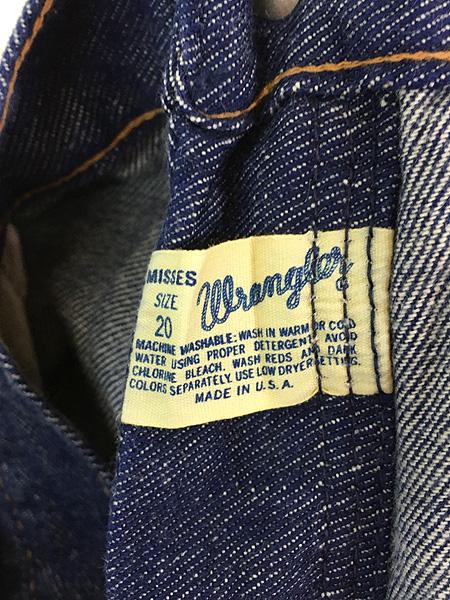 MISSES
SIZE
20
Wrangler
MACHINE WASHABLE: WASH IN WARM OR COLD
WATER USING PROPER DETERGENT. AVOID
CHLORINE BLEACH. WASH REDS AND DARK
COLORS SEPARATELY. USE LOW DRYER SETTING.
MADE IN U.S.A.